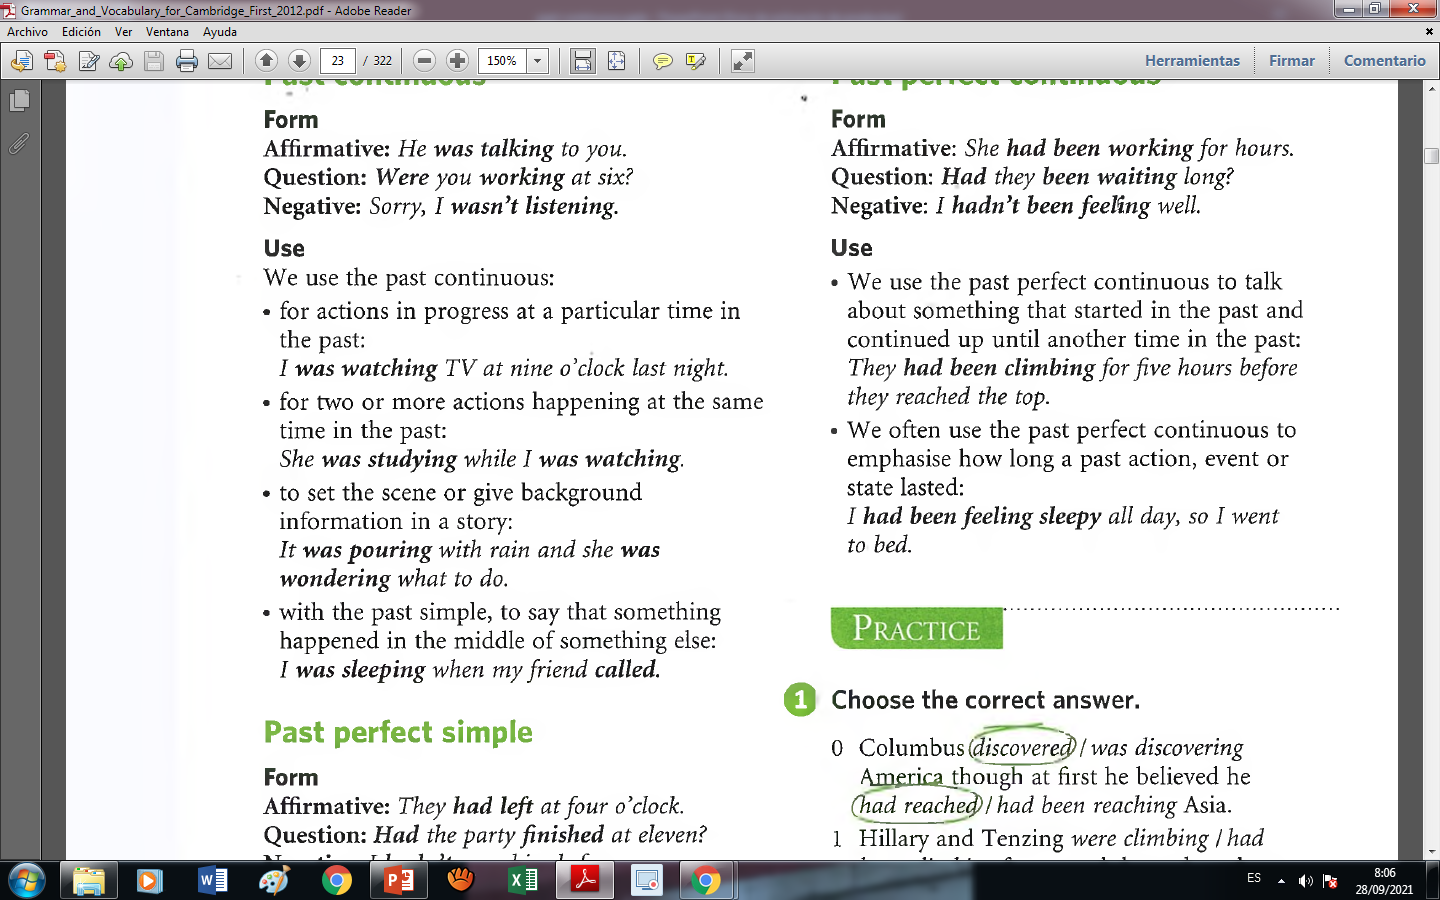 Grammar_and_Vocabulary_for_Cambridge_First_2012.pdf - Adobe Reader
Archivo Edición Ver Ventana Ayuda
23 / 322 150% Herramientas Firmar Comentario
Past continuous
Form
Affirmative: He was talking to you.
Question: Were you working at six?
Negative: Sorry, I wasn't listening.
Use
We use the past continuous:
• for actions in progress at a particular time in
the past:
I was watching TV at nine o'clock last night.
• for two or more actions happening at the same
time in the past:
She was studying while I was watching.
• to set the scene or give background
information in a story:
It was pouring with rain and she was
wondering what to do.
• with the past simple, to say that something
happened in the middle of something else:
I was sleeping when my friend called.
Past perfect simple
Form
Affirmative: They had left at four o'clock.
Question: Had the party finished at eleven?
Past perfect continuous
Form
Affirmative: She had been working for hours.
Question: Had they been waiting long?
Negative: I hadn't been feeling well.
Use
• We use the past perfect continuous to talk
about something that started in the past and
continued up until another time in the past:
They had been climbing for five hours before
they reached the top.
• We often use the past perfect continuous to
emphasise how long a past action, event or
state lasted:
I had been feeling sleepy all day, so I went
to bed.
PRACTICE
1 Choose the correct answer.
0 Columbus discovered / was discovering
America though at first he believed he
had reached / had been reaching Asia.
1 Hillary and Tenzing were climbing / had
ES 8:06
28/09/2021